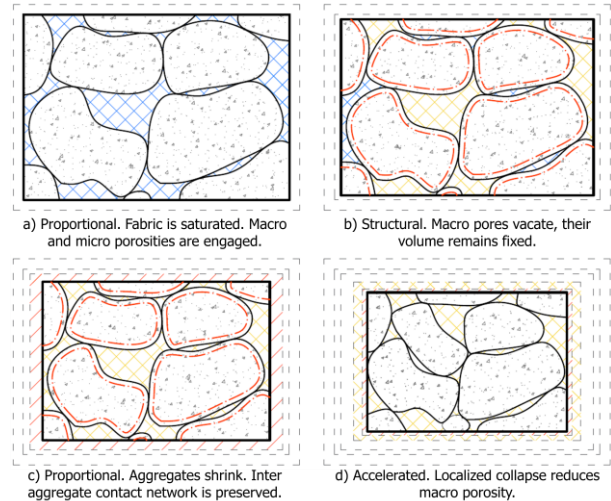 a) Proportional. Fabric is saturated. Macro
and micro porosities are engaged.
b) Structural. Macro pores vacate, their
volume remains fixed.
c) Proportional. Aggregates shrink. Inter
aggregate contact network is preserved.
d) Accelerated. Localized collapse reduces
macro porosity.